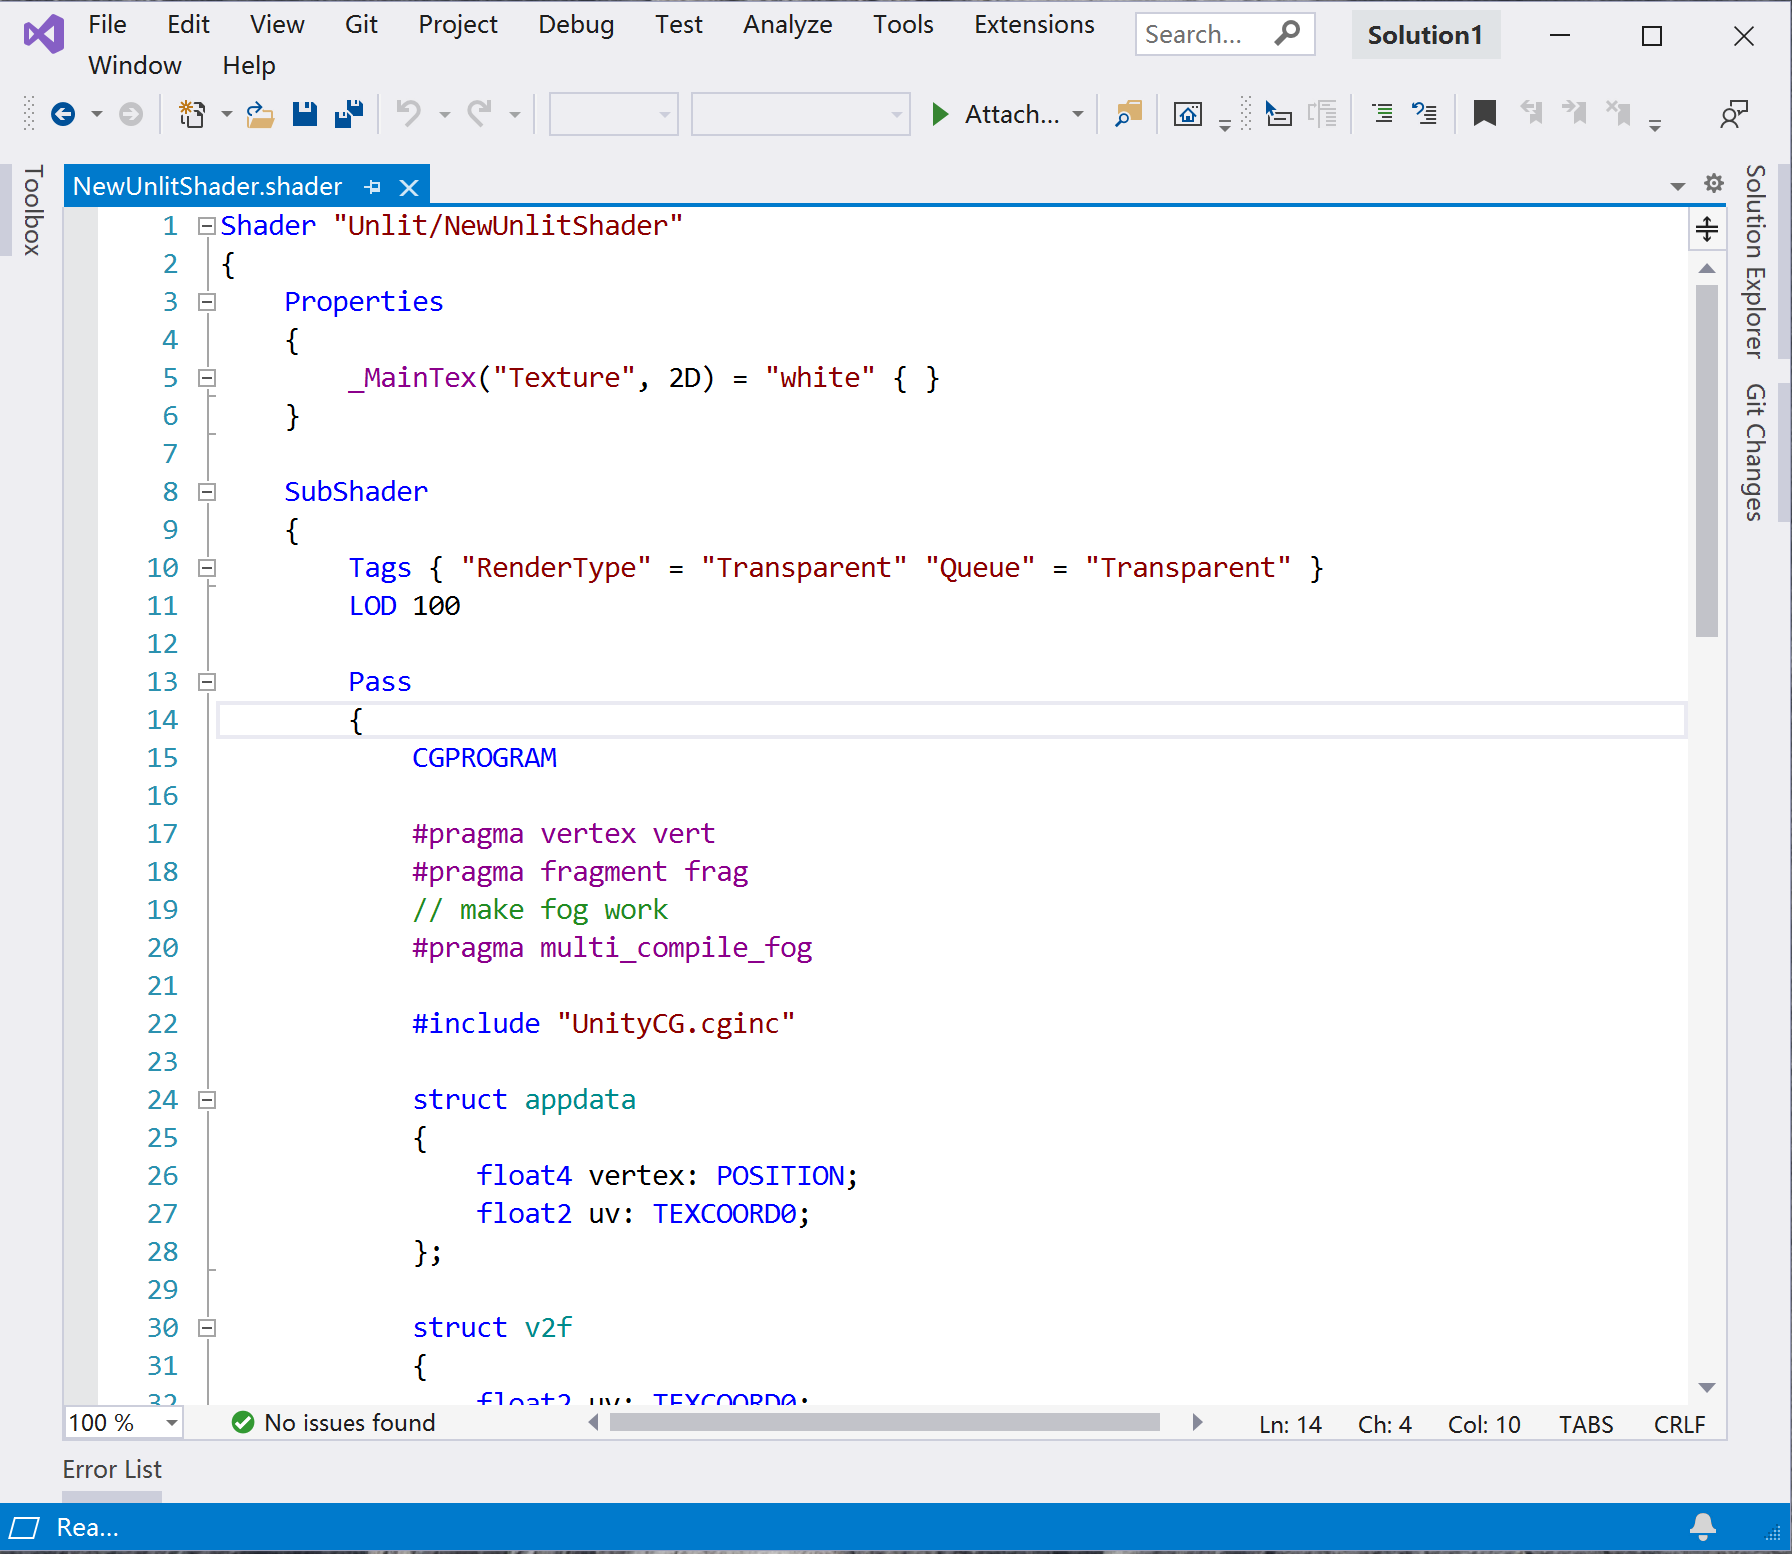 File Edit View Git Project Debug Test Analyze Tools Extensions Search... Solution1
Window Help
Attach...
Toolbox
NewUnlitShader.shader
1 Shader "Unlit/NewUnlitShader"
2 {
3 Properties
4 {
5 _MainTex("Texture", 2D) = "white" { }
6 }
7
8 SubShader
9 {
10 Tags { "RenderType" = "Transparent" "Queue" = "Transparent" }
11 LOD 100
12
13 Pass
14 {
15 CGPROGRAM
16
17 #pragma vertex vert
18 #pragma fragment frag
19 // make fog work
20 #pragma multi_compile_fog
21
22 #include "UnityCG.cginc"
23
24 struct appdata
25 {
26 float4 vertex: POSITION;
27 float2 uv: TEXCOORD0;
28 };
29
30 struct v2f
31 {
32 float2 uv: TEXCOORD0;
Solution Explorer
Git Changes
100 % No issues found Ln: 14 Ch: 4 Col: 10 TABS CRLF
Error List
Rea...